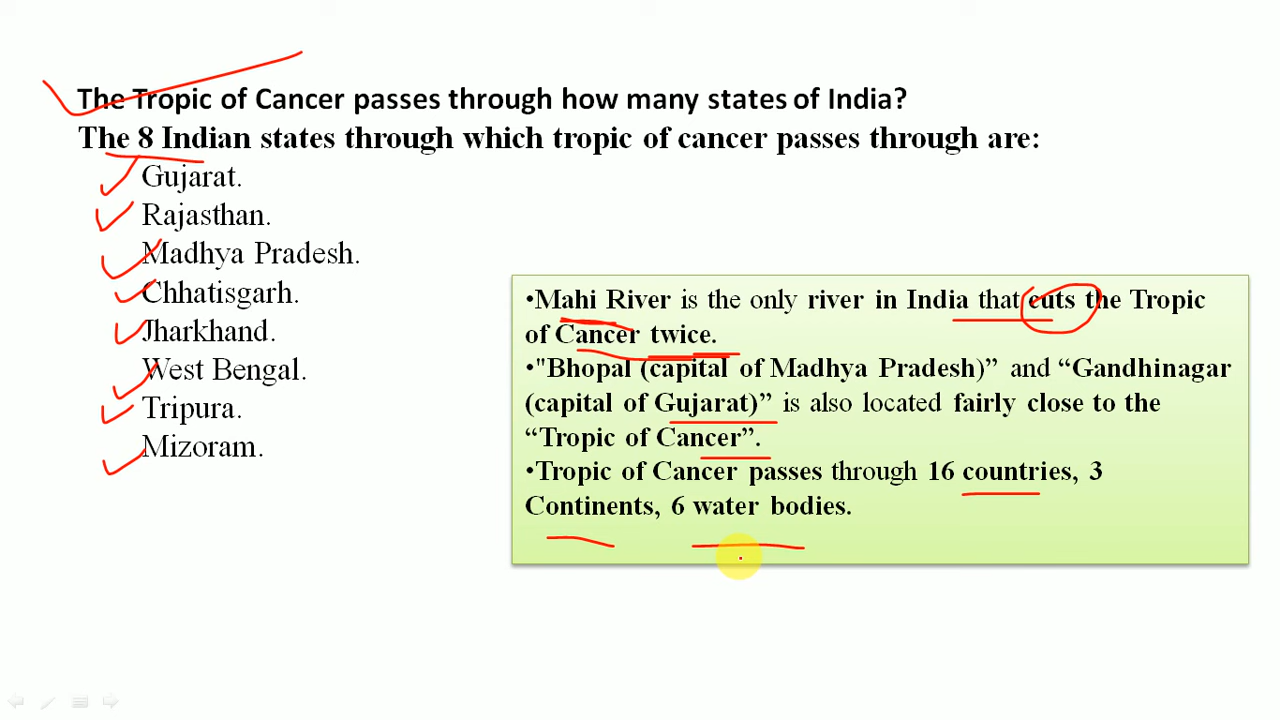 The Tropic of Cancer passes through how many states of India?
The 8 Indian states through which tropic of cancer passes through are:
Gujarat.
Rajasthan.
Madhya Pradesh.
Chhatisgarh.
Jharkhand.
West Bengal.
Tripura.
Mizoram.
•Mahi River is the only river in India that cuts the Tropic
of Cancer twice.
•"Bhopal (capital of Madhya Pradesh)” and “Gandhinagar
(capital of Gujarat)” is also located fairly close to the
“Tropic of Cancer”.
•Tropic of Cancer passes through 16 countries, 3
Continents, 6 water bodies.